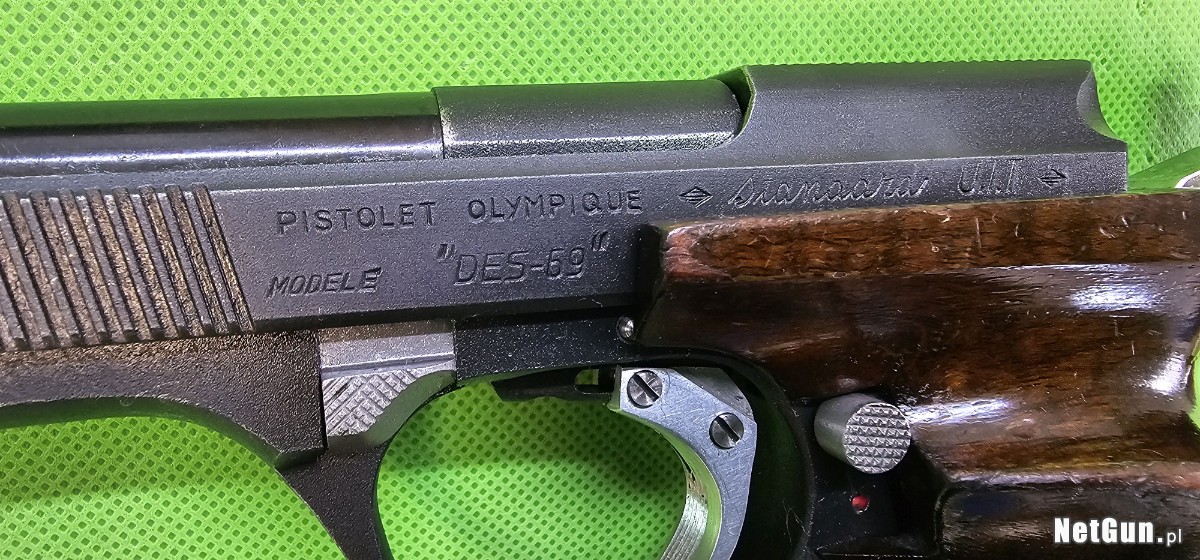 PISTOLET OLYMPIQUE Standard U.I.T
MODELE "DES-69"
NetGun.pl